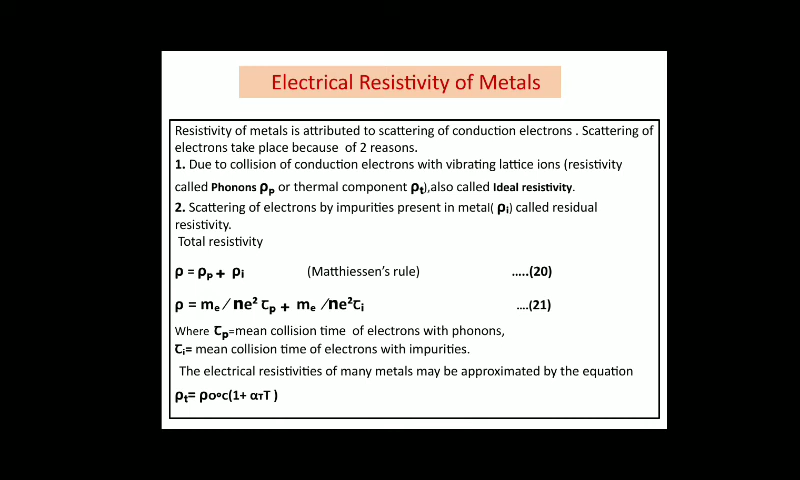 Electrical Resistivity of Metals
Resistivity of metals is attributed to scattering of conduction electrons . Scattering of
electrons take place because of 2 reasons.
1. Due to collision of conduction electrons with vibrating lattice ions (resistivity
called Phonons ρp or thermal component ρt),also called Ideal resistivity.
2. Scattering of electrons by impurities present in metal( ρi) called residual
resistivity.
Total resistivity
ρ = ρp + ρi (Matthiessen's rule) …..(20)
ρ = me ∕ ne² τp + me ∕ne²τi ….(21)
Where τp=mean collision time of electrons with phonons,
τi= mean collision time of electrons with impurities.
The electrical resistivities of many metals may be approximated by the equation
ρt= ρ0°C(1+ αTT )